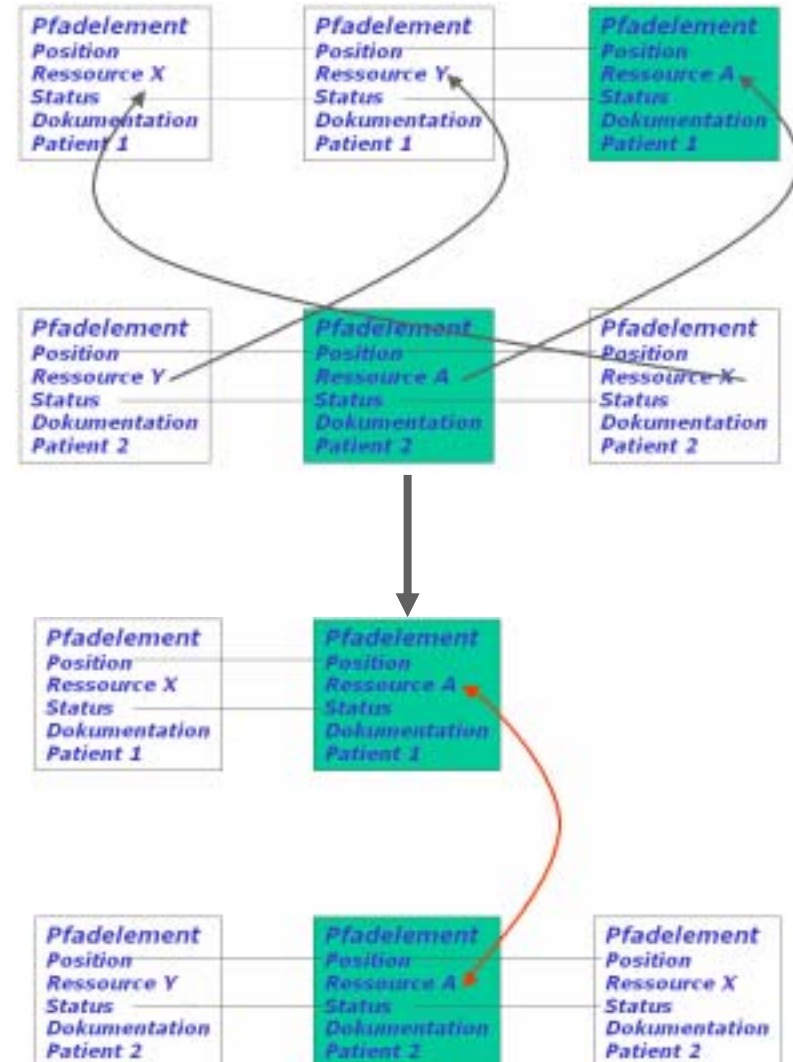 Pfadelement
Position
Ressource X
Status
Dokumentation
Patient 1
Pfadelement
Position
Ressource Y
Status
Dokumentation
Patient 1
Pfadelement
Position
Ressource A
Status
Dokumentation
Patient 1
Pfadelement
Position
Ressource Y
Status
Dokumentation
Patient 2
Pfadelement
Position
Ressource A
Status
Dokumentation
Patient 2
Pfadelement
Position
Ressource X
Status
Dokumentation
Patient 2
Pfadelement
Position
Ressource X
Status
Dokumentation
Patient 1
Pfadelement
Position
Ressource A
Status
Dokumentation
Patient 1
Pfadelement
Position
Ressource Y
Status
Dokumentation
Patient 2
Pfadelement
Position
Ressource A
Status
Dokumentation
Patient 2
Pfadelement
Position
Ressource X
Status
Dokumentation
Patient 2